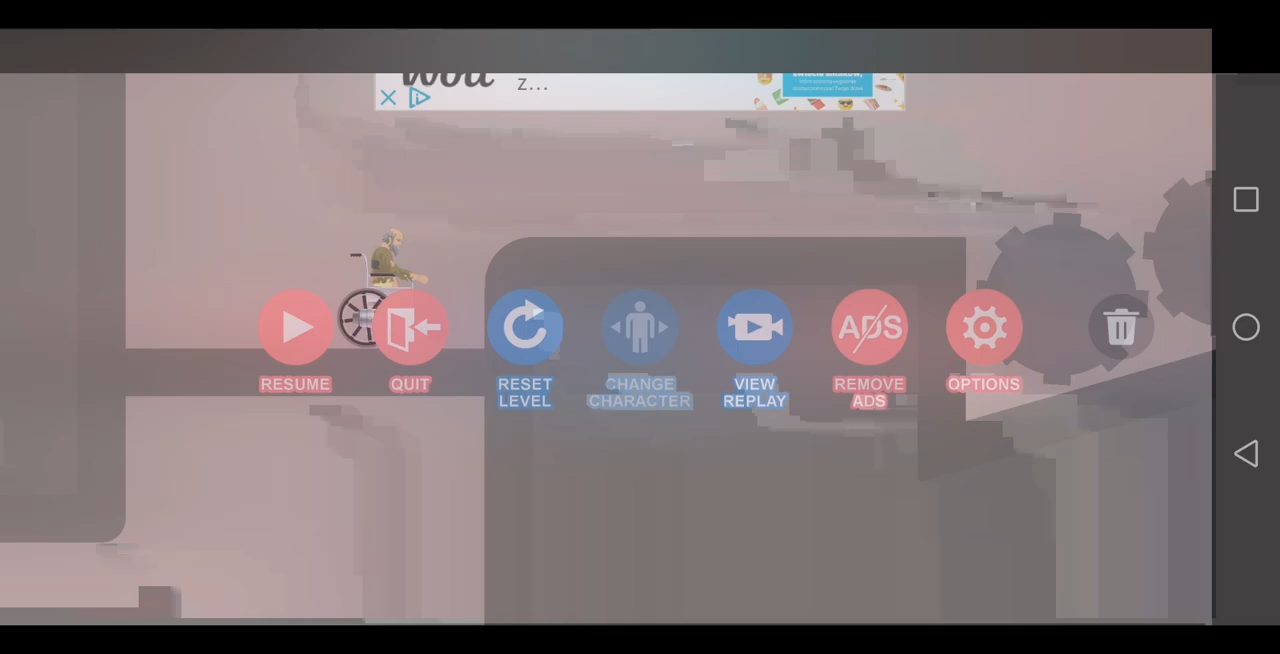 z...
RESUME
QUIT
RESET
LEVEL
CHANGE
CHARACTER
VIEW
REPLAY
ADS
REMOVE
ADS
OPTIONS